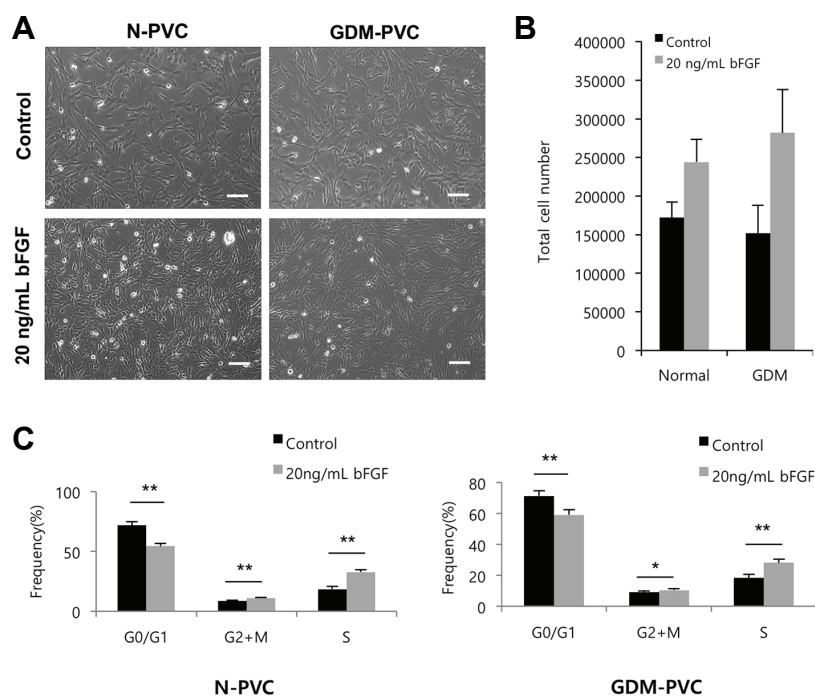 A
N-PVC
GDM-PVC
Control
20 ng/mL bFGF
B
Control
20 ng/mL bFGF
Total cell number
400000
350000
300000
250000
200000
150000
100000
50000
0
Normal
GDM
C
Control
20ng/mL bFGF
Frequency(%)
100
50
0
**
**
**
G0/G1
G2+M
S
N-PVC
Control
20ng/mL bFGF
Frequency(%)
80
60
40
20
0
**
*
**
G0/G1
G2+M
S
GDM-PVC